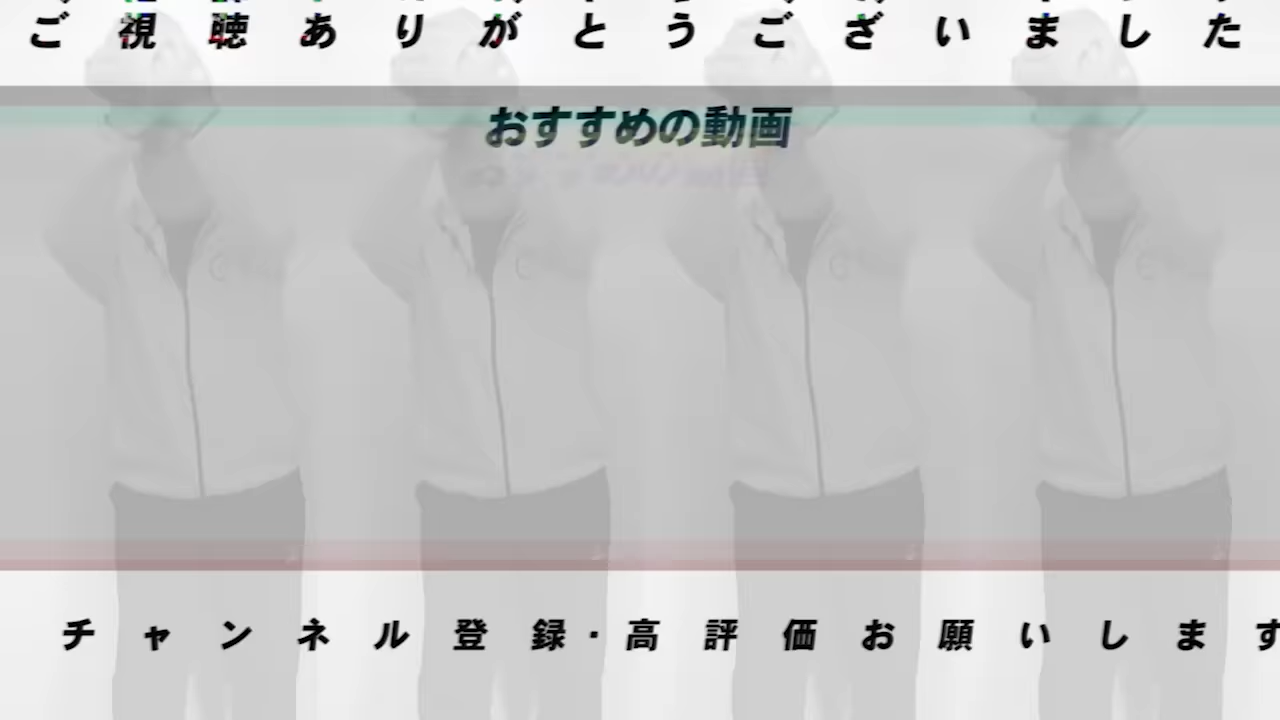 ご視聴ありがとうございました
おすすめの動画
チャンネル登録・高評価お願いします